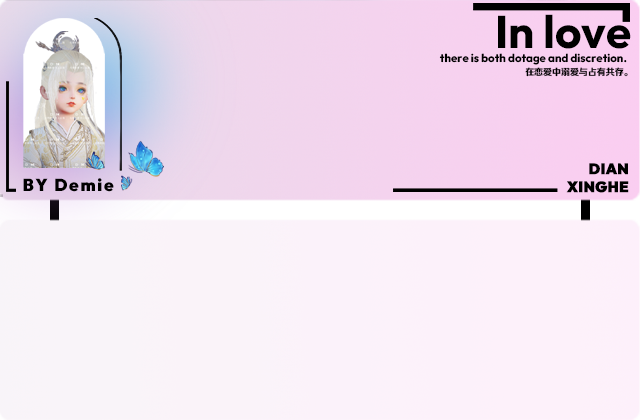 In love
there is both dotage and discretion.
在恋爱中溺爱与占有共存。
BY Demie
DIAN
XINGHE